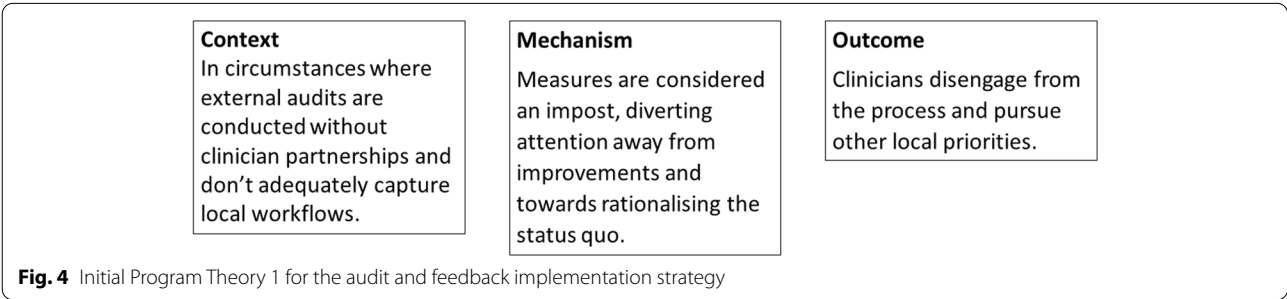 Context
In circumstances where
external audits are
conducted without
clinician partnerships and
don't adequately capture
local workflows.
Mechanism
Measures are considered
an impost, diverting
attention away from
improvements and
towards rationalising the
status quo.
Outcome
Clinicians disengage from
the process and pursue
other local priorities.
Fig. 4 Initial Program Theory 1 for the audit and feedback implementation strategy